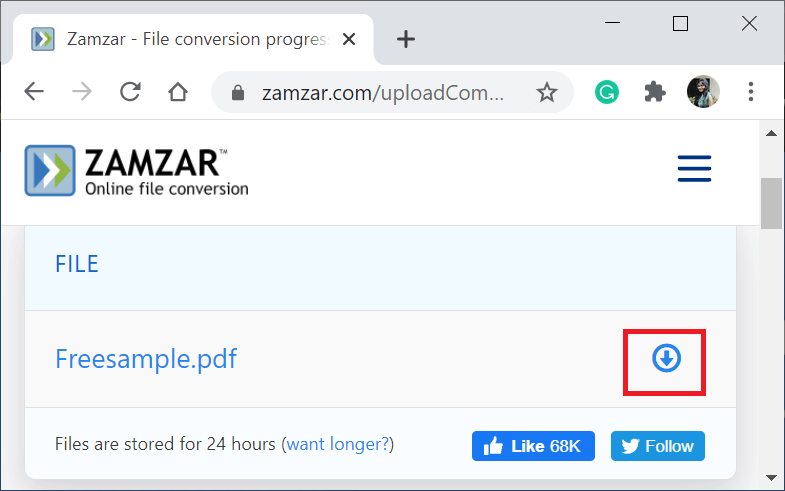 Zamzar - File conversion progres
zamzar.com/uploadCom...
G
ZAMZAR™
Online file conversion
FILE
Freesample.pdf
Files are stored for 24 hours (want longer?)
Like 68K
Follow